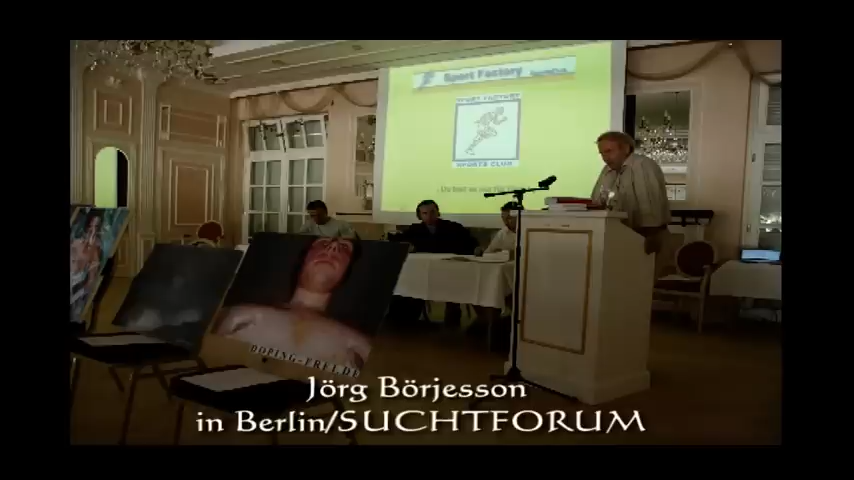 Sport Factory
SPORT FACTORY
SPORTS CLUB
DOPING-FREI.DE
Jörg Börjesson
in Berlin/SUCHTFORUM